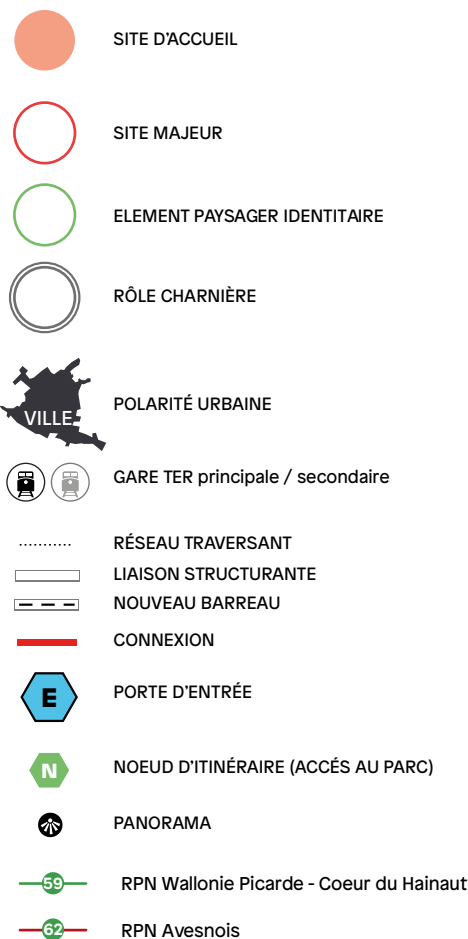 SITE D'ACCUEIL
SITE MAJEUR
ELEMENT PAYSAGER IDENTITAIRE
RÔLE CHARNIÈRE
VILLE
POLARITÉ URBAINE
GARE TER principale / secondaire
RÉSEAU TRAVERSANT
LIAISON STRUCTURANTE
NOUVEAU BARREAU
CONNEXION
E
PORTE D'ENTRÉE
N
NOEUD D'ITINÉRAIRE (ACCÉS AU PARC)
PANORAMA
59
RPN Wallonie Picarde - Coeur du Hainaut
62
RPN Avesnois